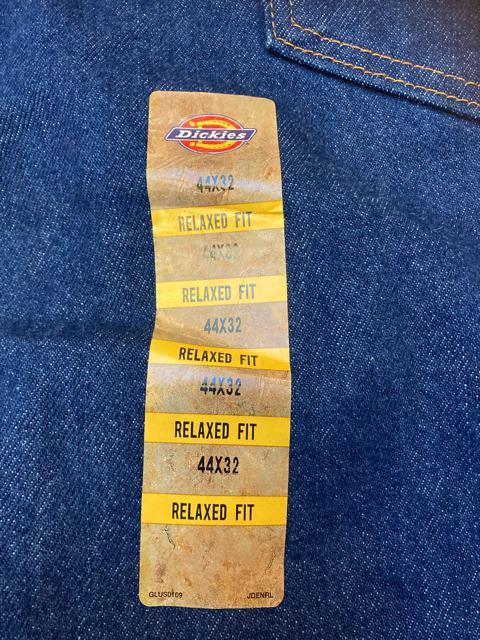 Dickies
44X32
RELAXED FIT
44X32
RELAXED FIT
44X32
RELAXED FIT
44X32
RELAXED FIT
44X32
RELAXED FIT
GLUS0109 JDENRL